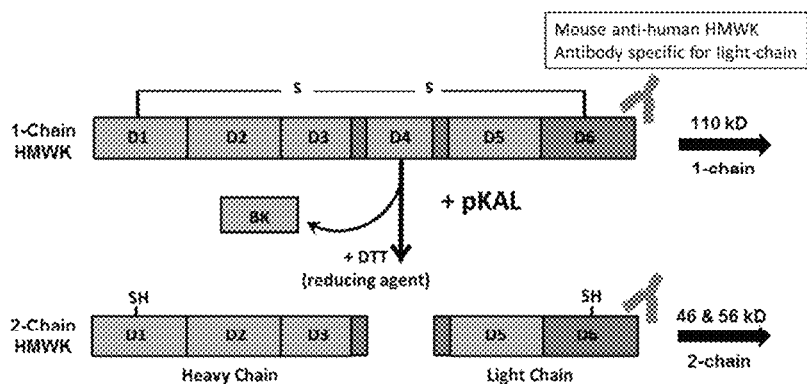 Mouse anti-human HMWK
Antibody specific for light-chain
S S
1-Chain
HMWK
D1 D2 D3 D4 D5 D6
110 kD
1-chain
BK
+ pKAL
+ DTT
(reducing agent)
SH SH
2-Chain
HMWK
D1 D2 D3 D5 D6
46 & 56 kD
2-chain
Heavy Chain Light Chain